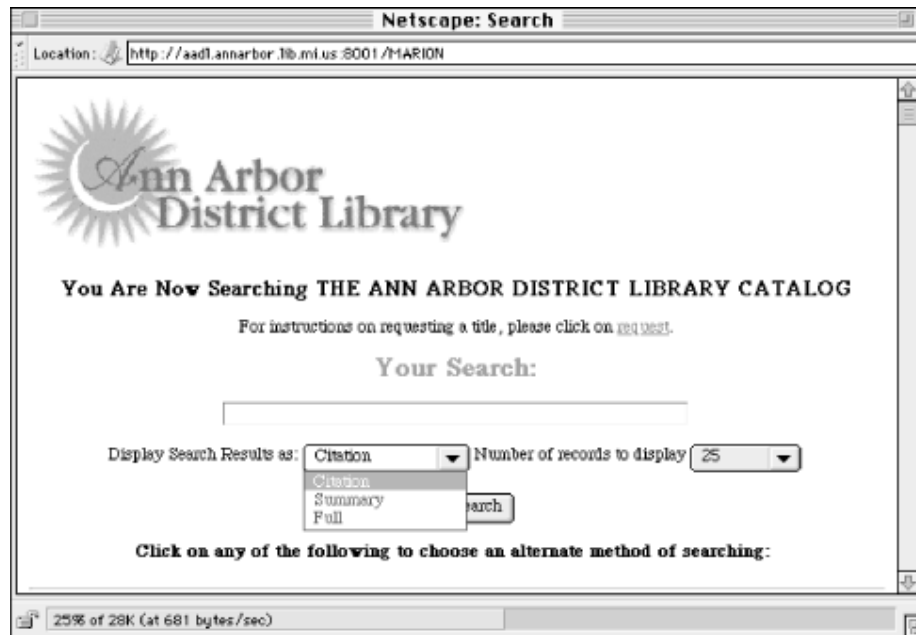 Netscape: Search
Location: http://aadl.annarbor.lib.mi.us:8001/MARION
Ann Arbor
District Library
You Are Now Searching THE ANN ARBOR DISTRICT LIBRARY CATALOG
For instructions on requesting a title, please click on request.
Your Search:
Display Search Results as: Citation Number of records to display 25
Citation
Summary
Full
earch
Click on any of the following to choose an alternate method of searching:
25% of 28K (at 681 bytes/sec)